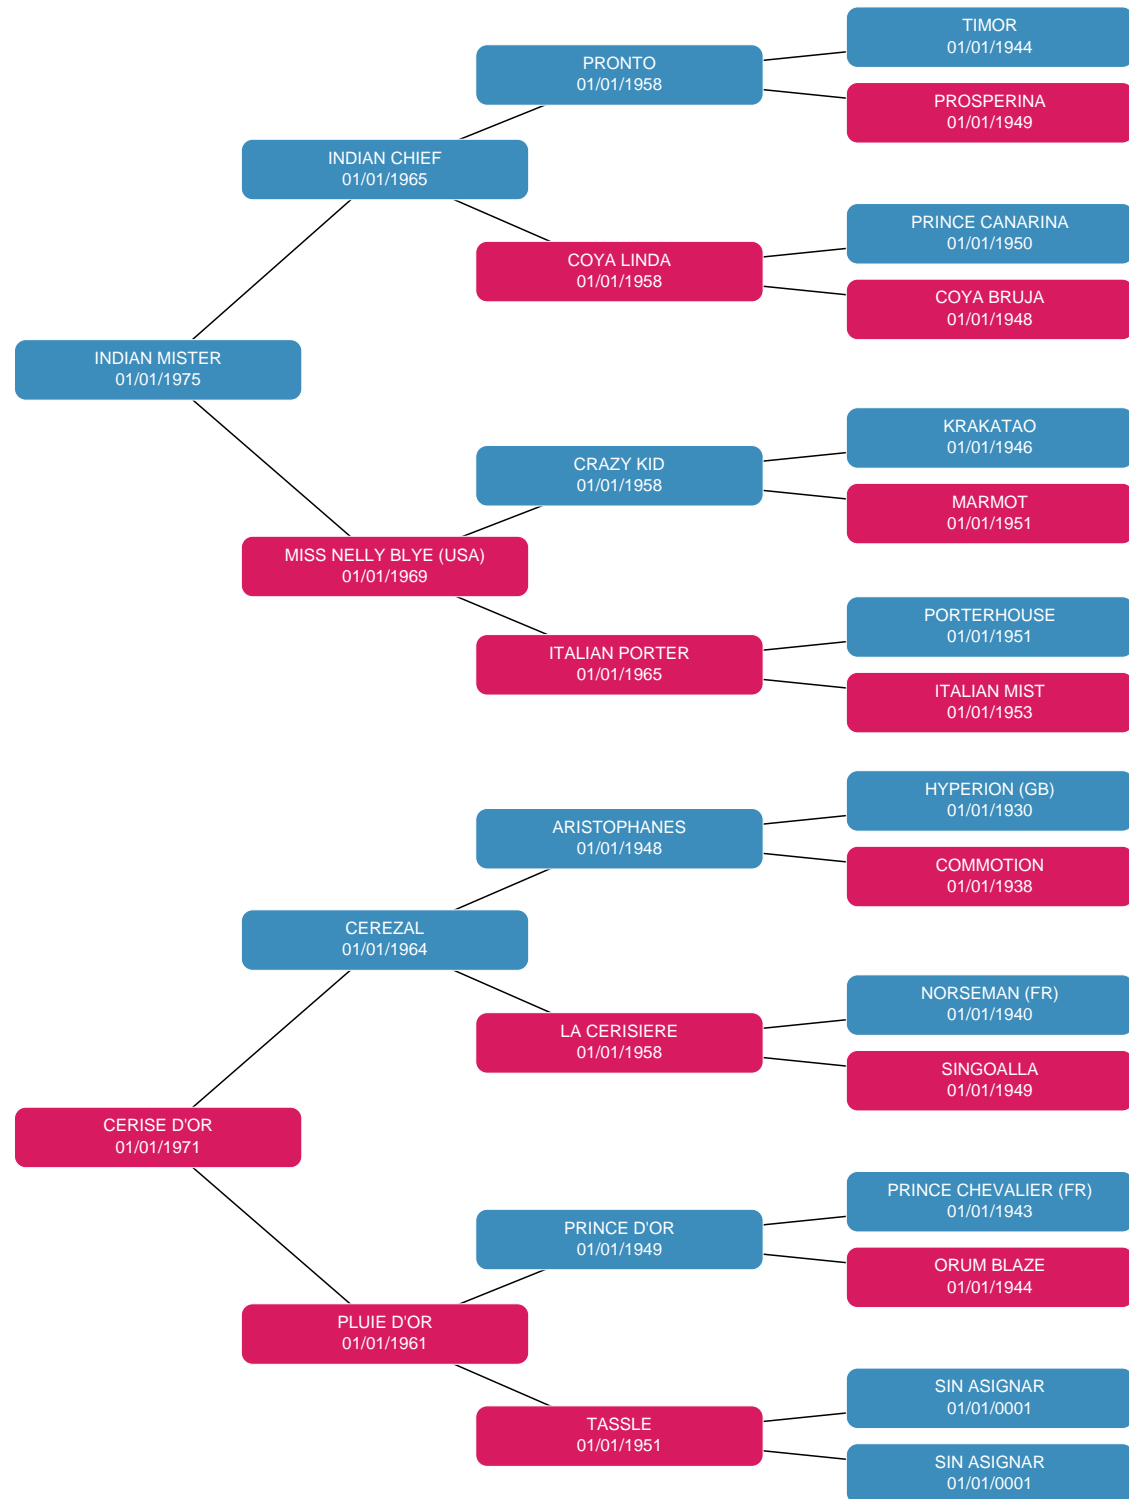 TIMOR
01/01/1944
PRONTO
01/01/1958
PROSPERINA
01/01/1949
INDIAN CHIEF
01/01/1965
PRINCE CANARINA
01/01/1950
COYA LINDA
01/01/1958
COYA BRUJA
01/01/1948
INDIAN MISTER
01/01/1975
KRAKATAO
01/01/1946
CRAZY KID
01/01/1958
MARMOT
01/01/1951
MISS NELLY BLYE (USA)
01/01/1969
PORTERHOUSE
01/01/1951
ITALIAN PORTER
01/01/1965
ITALIAN MIST
01/01/1953
HYPERION (GB)
01/01/1930
ARISTOPHANES
01/01/1948
COMMOTION
01/01/1938
CEREZAL
01/01/1964
NORSEMAN (FR)
01/01/1940
LA CERISIERE
01/01/1958
SINGOALLA
01/01/1949
CERISE D'OR
01/01/1971
PRINCE CHEVALIER (FR)
01/01/1943
PRINCE D'OR
01/01/1949
ORUM BLAZE
01/01/1944
PLUIE D'OR
01/01/1961
SIN ASIGNAR
01/01/0001
TASSLE
01/01/1951
SIN ASIGNAR
01/01/0001